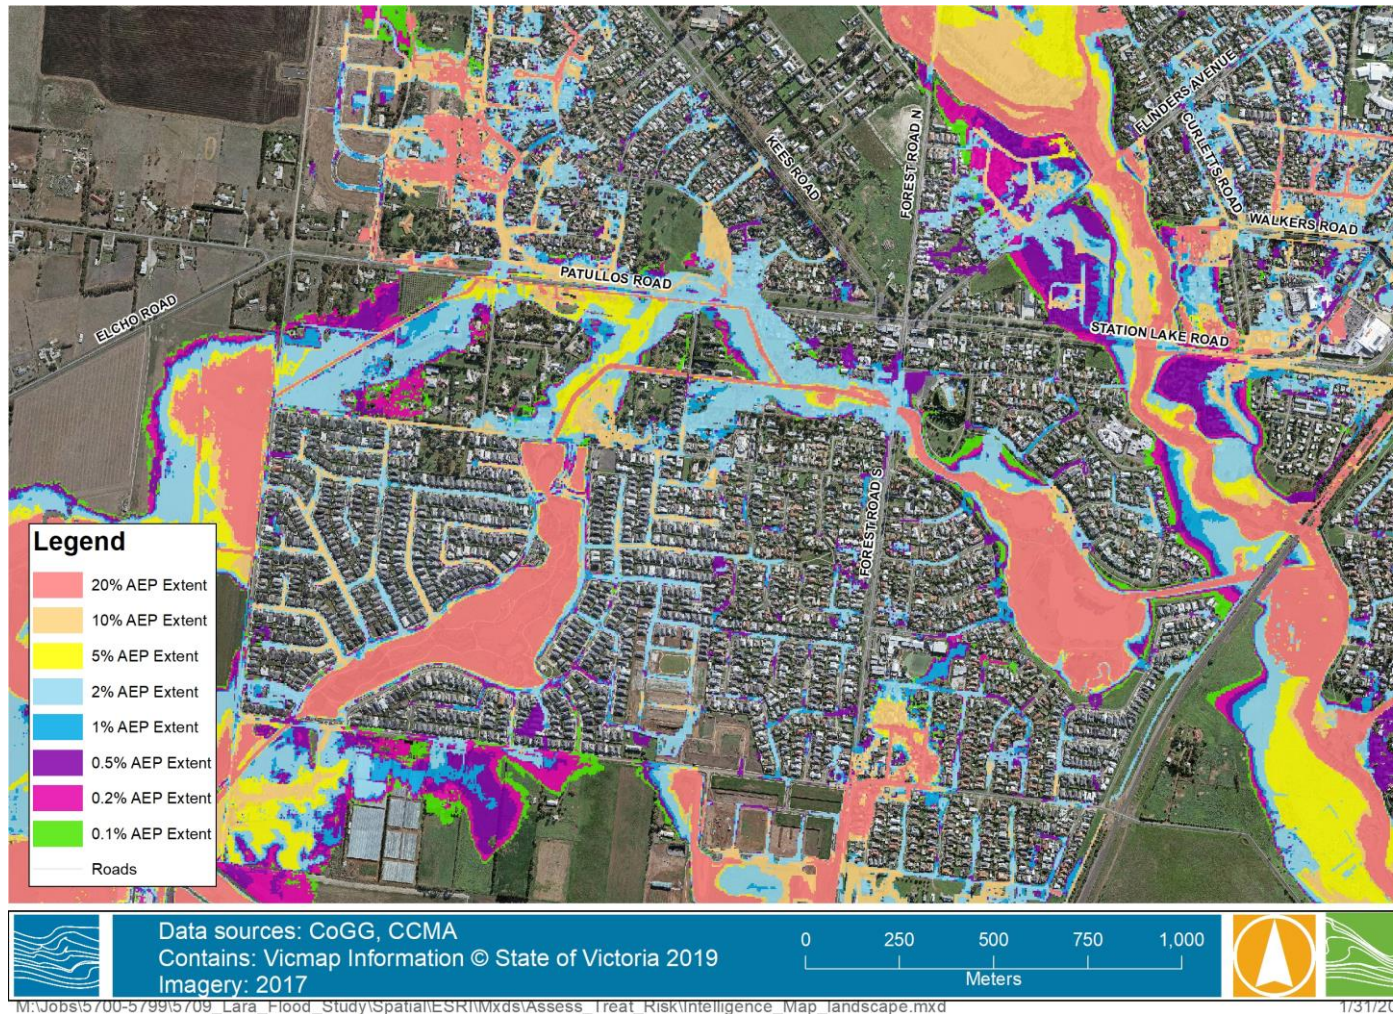 FLINDERS AVENUE
CURLETTS ROAD
KEES ROAD
FOREST ROAD N
WALKERS ROAD
PATULLOS ROAD
ELCHO ROAD
STATION LAKE ROAD
FOREST ROAD S
Legend
20% AEP Extent
10% AEP Extent
5% AEP Extent
2% AEP Extent
1% AEP Extent
0.5% AEP Extent
0.2% AEP Extent
0.1% AEP Extent
Roads
Data sources: CoGG, CCMA
Contains: Vicmap Information © State of Victoria 2019
Imagery: 2017
0 250 500 750 1,000
Meters
M:\Jobs\5700-5799\5709_Lara_Flood_Study\Spatial\ESRI\Mxds\Assess_Treat_Risk\Intelligence_Map_landscape.mxd 1/31/20